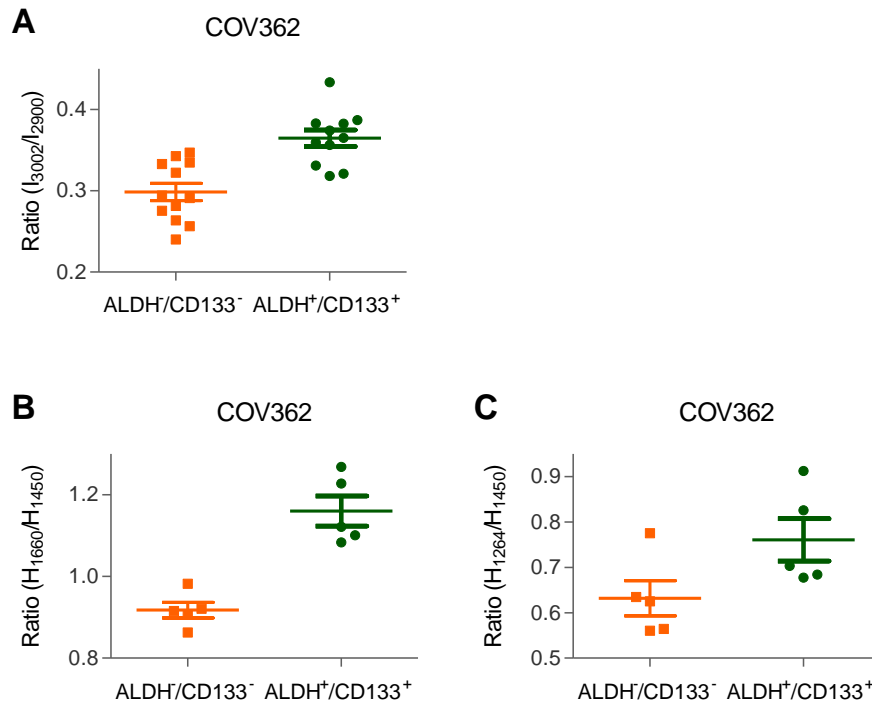 A
COV362
Ratio (I3002/I2900)
0.4
0.3
0.2
ALDH-/CD133-
ALDH+/CD133+
B
COV362
Ratio (H1660/H1450)
1.2
1.0
0.8
ALDH-/CD133-
ALDH+/CD133+
C
COV362
Ratio (H1264/H1450)
0.9
0.8
0.7
0.6
0.5
ALDH-/CD133-
ALDH+/CD133+